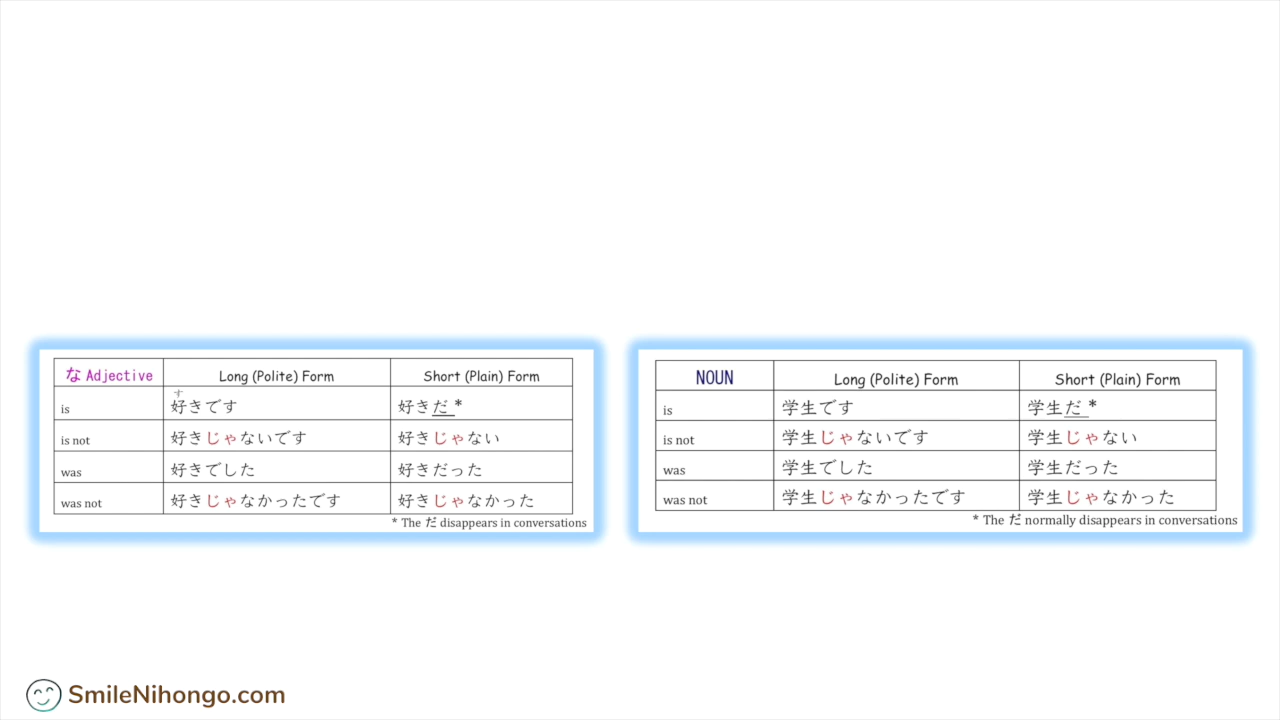 な Adjective Long (Polite) Form Short (Plain) Form
す
is 好きです 好きだ *
is not 好きじゃないです 好きじゃない
was 好きでした 好きだった
was not 好きじゃなかったです 好きじゃなかった
* The だ disappears in conversations
NOUN Long (Polite) Form Short (Plain) Form
is 学生です 学生だ *
is not 学生じゃないです 学生じゃない
was 学生でした 学生だった
was not 学生じゃなかったです 学生じゃなかった
* The だ normally disappears in conversations
SmileNihongo.com